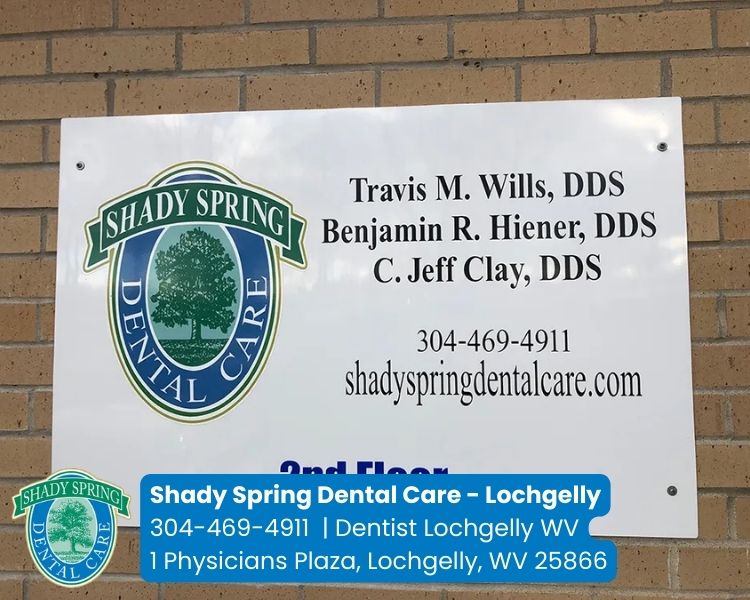 SHADY SPRING
DENTAL CARE
Travis M. Wills, DDS
Benjamin R. Hiener, DDS
C. Jeff Clay, DDS
304-469-4911
shadyspringdentalcare.com
2nd Floor
SHADY SPRING
DENTAL CARE
Shady Spring Dental Care - Lochgelly
304-469-4911 | Dentist Lochgelly WV
1 Physicians Plaza, Lochgelly, WV 25866